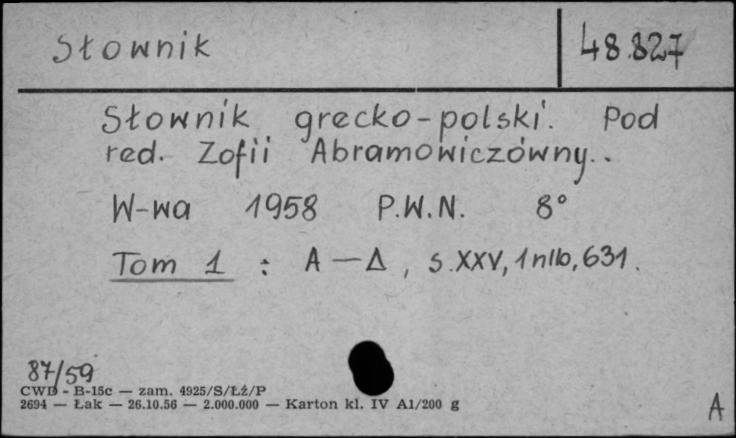 Słownik 48.827
Słownik grecko-polski. Pod
red. Zofii Abramowiczówny..
W-wa 1958 P.W.N. 8°
Tom 1 : A — Δ, s. XXV, 1 nlb, 631.
87/59
CWD - B-15c — zam. 4925/S/Łź/P
2694 — Łak — 26.10.56 — 2.000.000 — Karton kl. IV A1/200 g
A